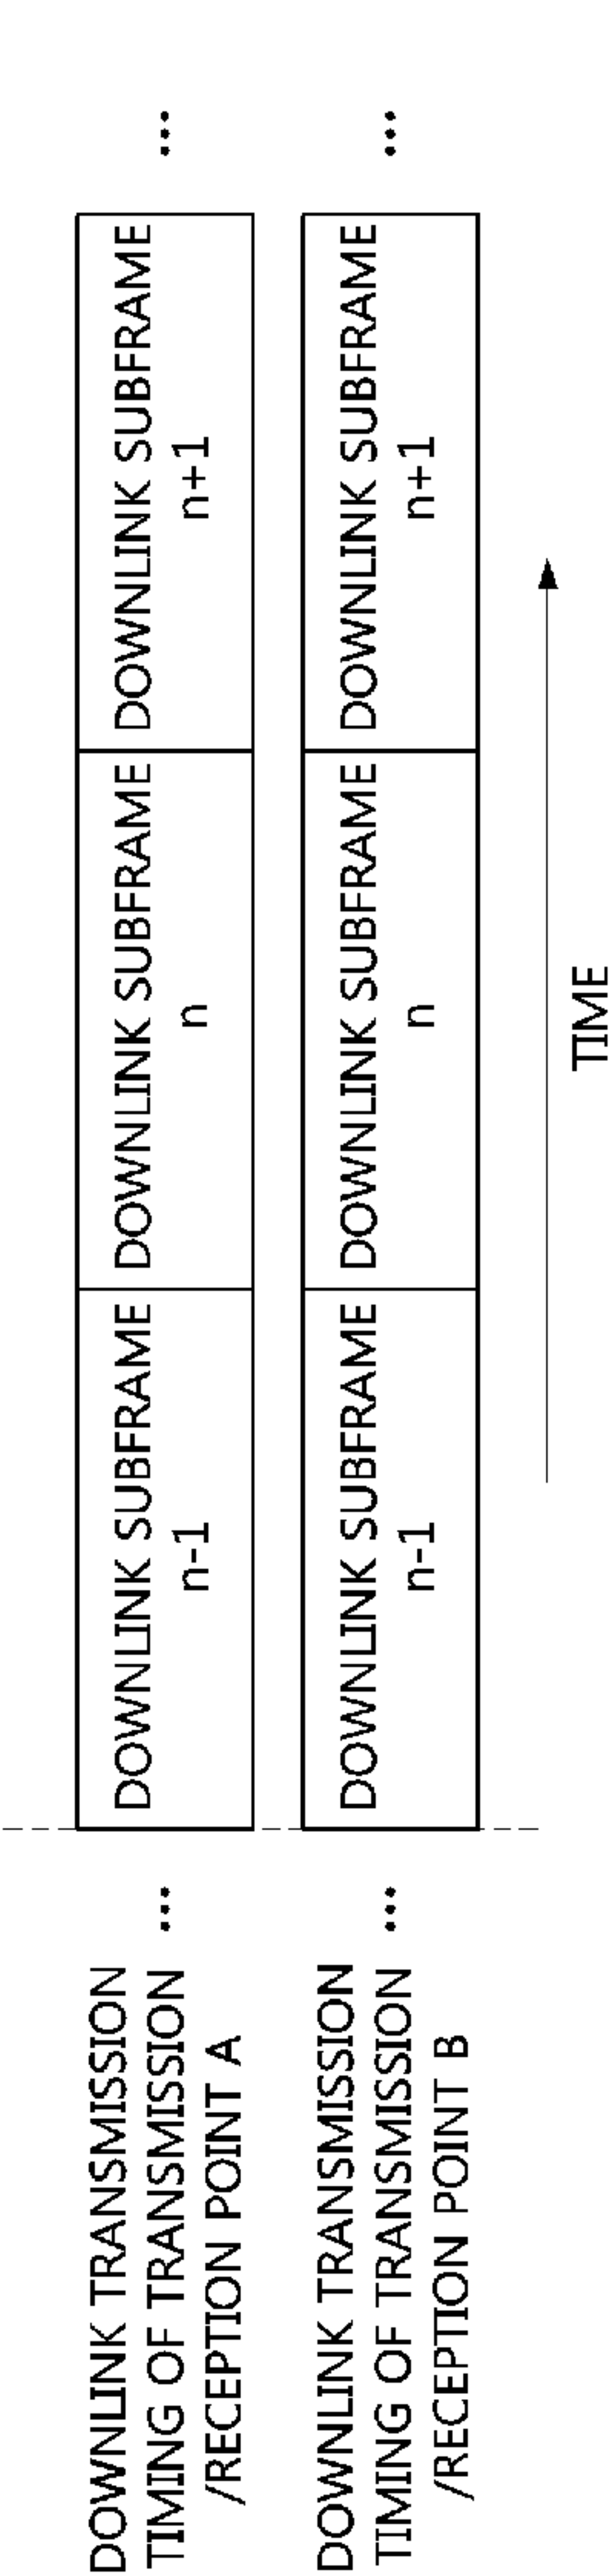 DOWNLINK TRANSMISSION
TIMING OF TRANSMISSION
/RECEPTION POINT A
...
DOWNLINK SUBFRAME
n-1
DOWNLINK SUBFRAME
n
DOWNLINK SUBFRAME
n+1
...
DOWNLINK TRANSMISSION
TIMING OF TRANSMISSION
/RECEPTION POINT B
...
DOWNLINK SUBFRAME
n-1
DOWNLINK SUBFRAME
n
DOWNLINK SUBFRAME
n+1
...
TIME